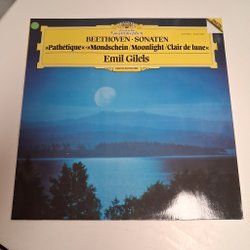 BEETHOVEN · SONATEN
»Pathétique«·»Mondschein/Moonlight/Clair de lune«
Emil Gilels